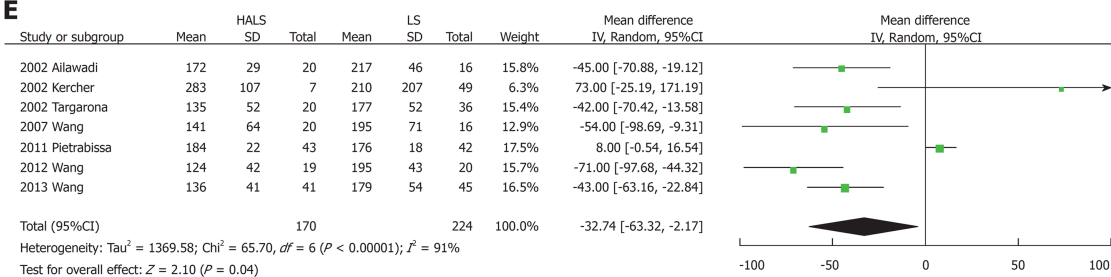 E
HALS LS Mean difference Mean difference
Study or subgroup Mean SD Total Mean SD Total Weight IV, Random, 95%CI IV, Random, 95%CI
2002 Ailawadi 172 29 20 217 46 16 15.8% -45.00 [-70.88, -19.12]
2002 Kercher 283 107 7 210 207 49 6.3% 73.00 [-25.19, 171.19]
2002 Targarona 135 52 20 177 52 36 15.4% -42.00 [-70.42, -13.58]
2007 Wang 141 64 20 195 71 16 12.9% -54.00 [-98.69, -9.31]
2011 Pietrabissa 184 22 43 176 18 42 17.4% 8.00 [-0.54, 16.54]
2012 Wang 124 42 19 195 43 20 15.7% -71.00 [-97.68, -44.32]
2013 Wang 136 41 41 179 54 45 16.5% -43.00 [-63.16, -22.84]
Total (95%CI) 170 224 100.0% -32.74 [-63.32, -2.17]
Heterogeneity: Tau² = 1369.58; Chi² = 65.70, df = 6 (P < 0.00001); I² = 91%
Test for overall effect: Z = 2.10 (P = 0.04)
-100 -50 0 50 100